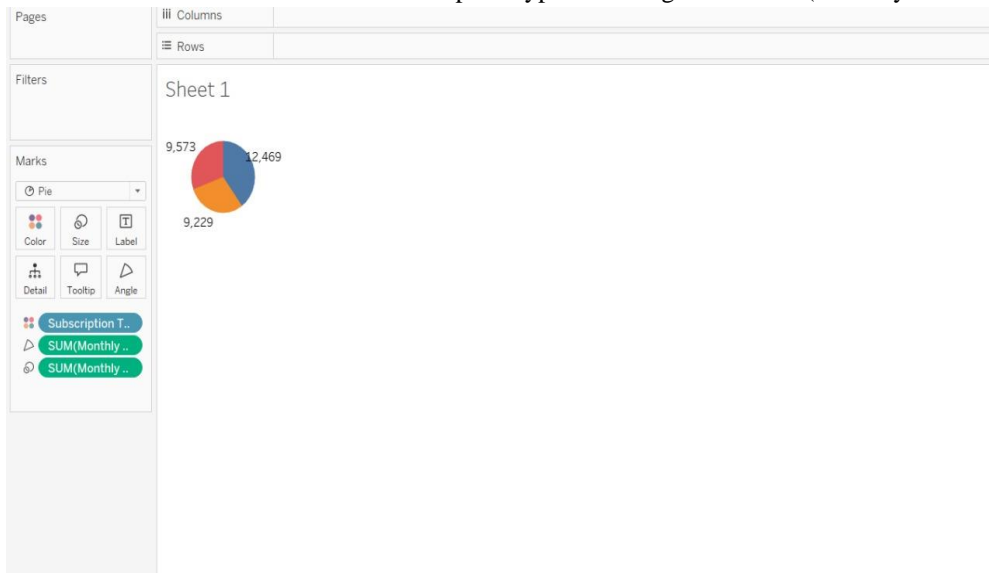 Pages
Columns
Rows
Filters
Sheet 1
9,573
12,469
9,229
Marks
Pie
Color
Size
Label
Detail
Tooltip
Angle
Subscription T..
SUM(Monthly ..
SUM(Monthly ..